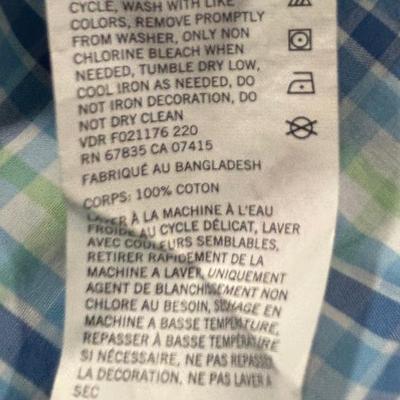 CYCLE, WASH WITH LIKE
COLORS, REMOVE PROMPTLY
FROM WASHER, ONLY NON
CHLORINE BLEACH WHEN
NEEDED, TUMBLE DRY LOW,
COOL IRON AS NEEDED, DO
NOT IRON DECORATION, DO
NOT DRY CLEAN
VDR F021176 220
RN 67835 CA 07415
FABRIQUÉ AU BANGLADESH
CORPS: 100% COTON
LAVER À LA MACHINE À L'EAU
FROIDE AU CYCLE DÉLICAT, LAVER
AVEC COULEURS SEMBLABLES,
RETIRER RAPIDEMENT DE LA
MACHINE A LAVER, UNIQUEMENT
AGENT DE BLANCHISSEMENT NON
CHLORE AU BESOIN, SÉCHAGE EN
MACHINE A BASSE TEMPÉRATURE,
REPASSER À BASSE TEMPÉRATURE
SI NÉCESSAIRE, NE PAS REPASSER
LA DECORATION, NE PAS LAVER À
SEC